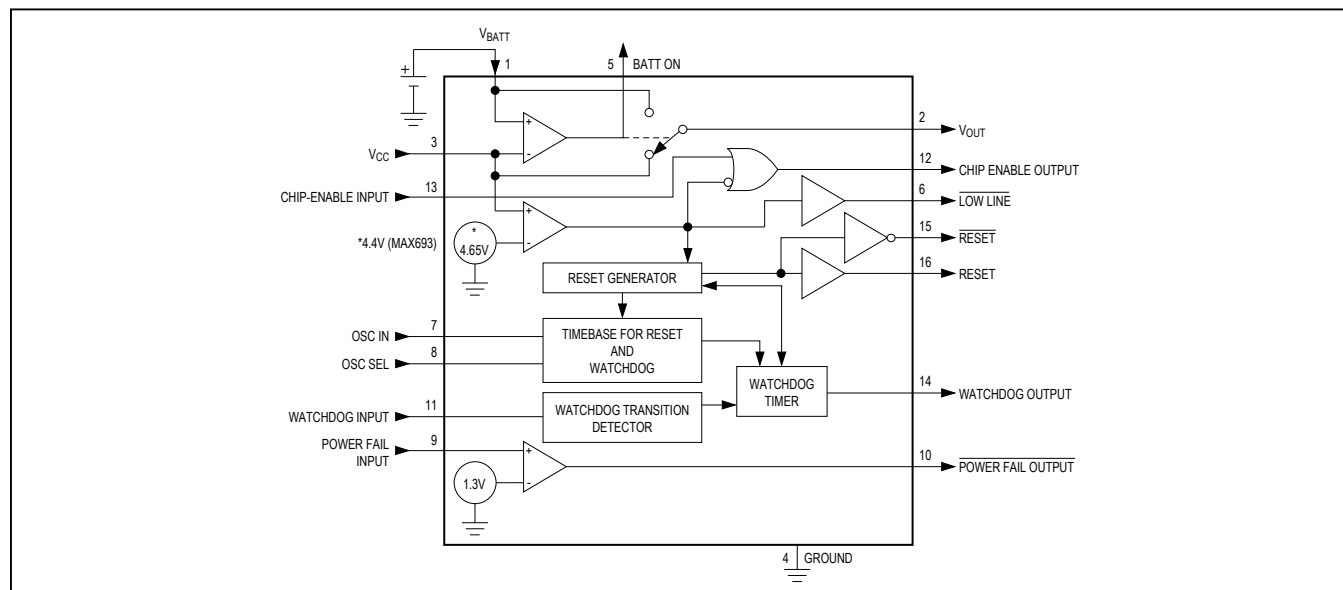 VBATT
1
5 BATT ON
+
+
-
2
VOUT
3
VCC
12
CHIP ENABLE OUTPUT
13
CHIP-ENABLE INPUT
6
LOW LINE
+
-
*
4.65V
*4.4V (MAX693)
15
RESET
16
RESET
RESET GENERATOR
7
OSC IN
8
OSC SEL
TIMEBASE FOR RESET
AND
WATCHDOG
WATCHDOG
TIMER
14
WATCHDOG OUTPUT
11
WATCHDOG INPUT
WATCHDOG TRANSITION
DETECTOR
9
POWER FAIL
INPUT
+
-
1.3V
10
POWER FAIL OUTPUT
4 GROUND